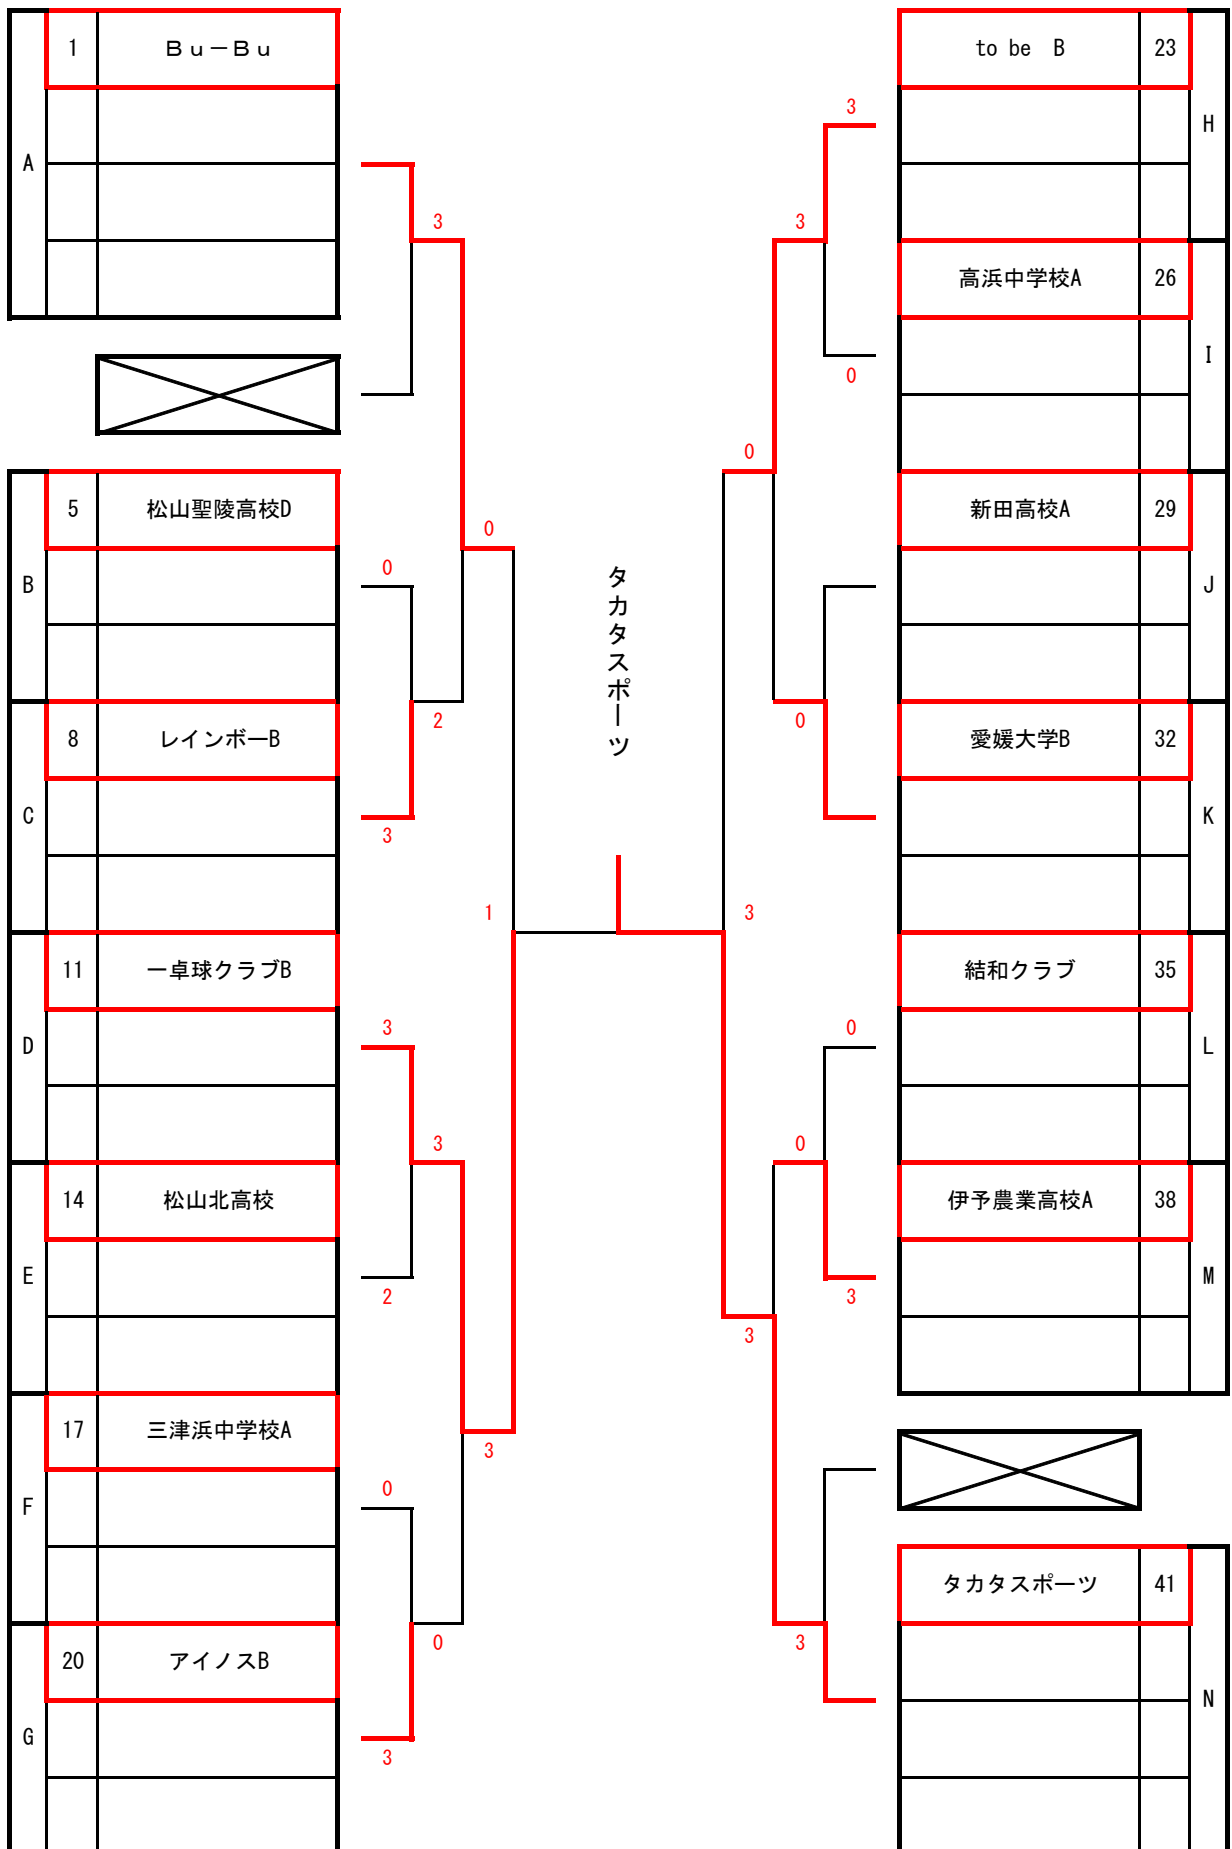 A
1 Ｂｕ－Ｂｕ
B
5 松山聖陵高校D
C
8 レインボーB
D
11 一卓球クラブB
E
14 松山北高校
F
17 三津浜中学校A
G
20 アイノスB
3
0
0
2
3
1
3
3
2
3
0
0
3
タカタスポーツ
3
3
0
0
0
3
0
0
3
3
3
to be B 23
H
高浜中学校A 26
I
新田高校A 29
J
愛媛大学B 32
K
結和クラブ 35
L
伊予農業高校A 38
M
タカタスポーツ 41
N